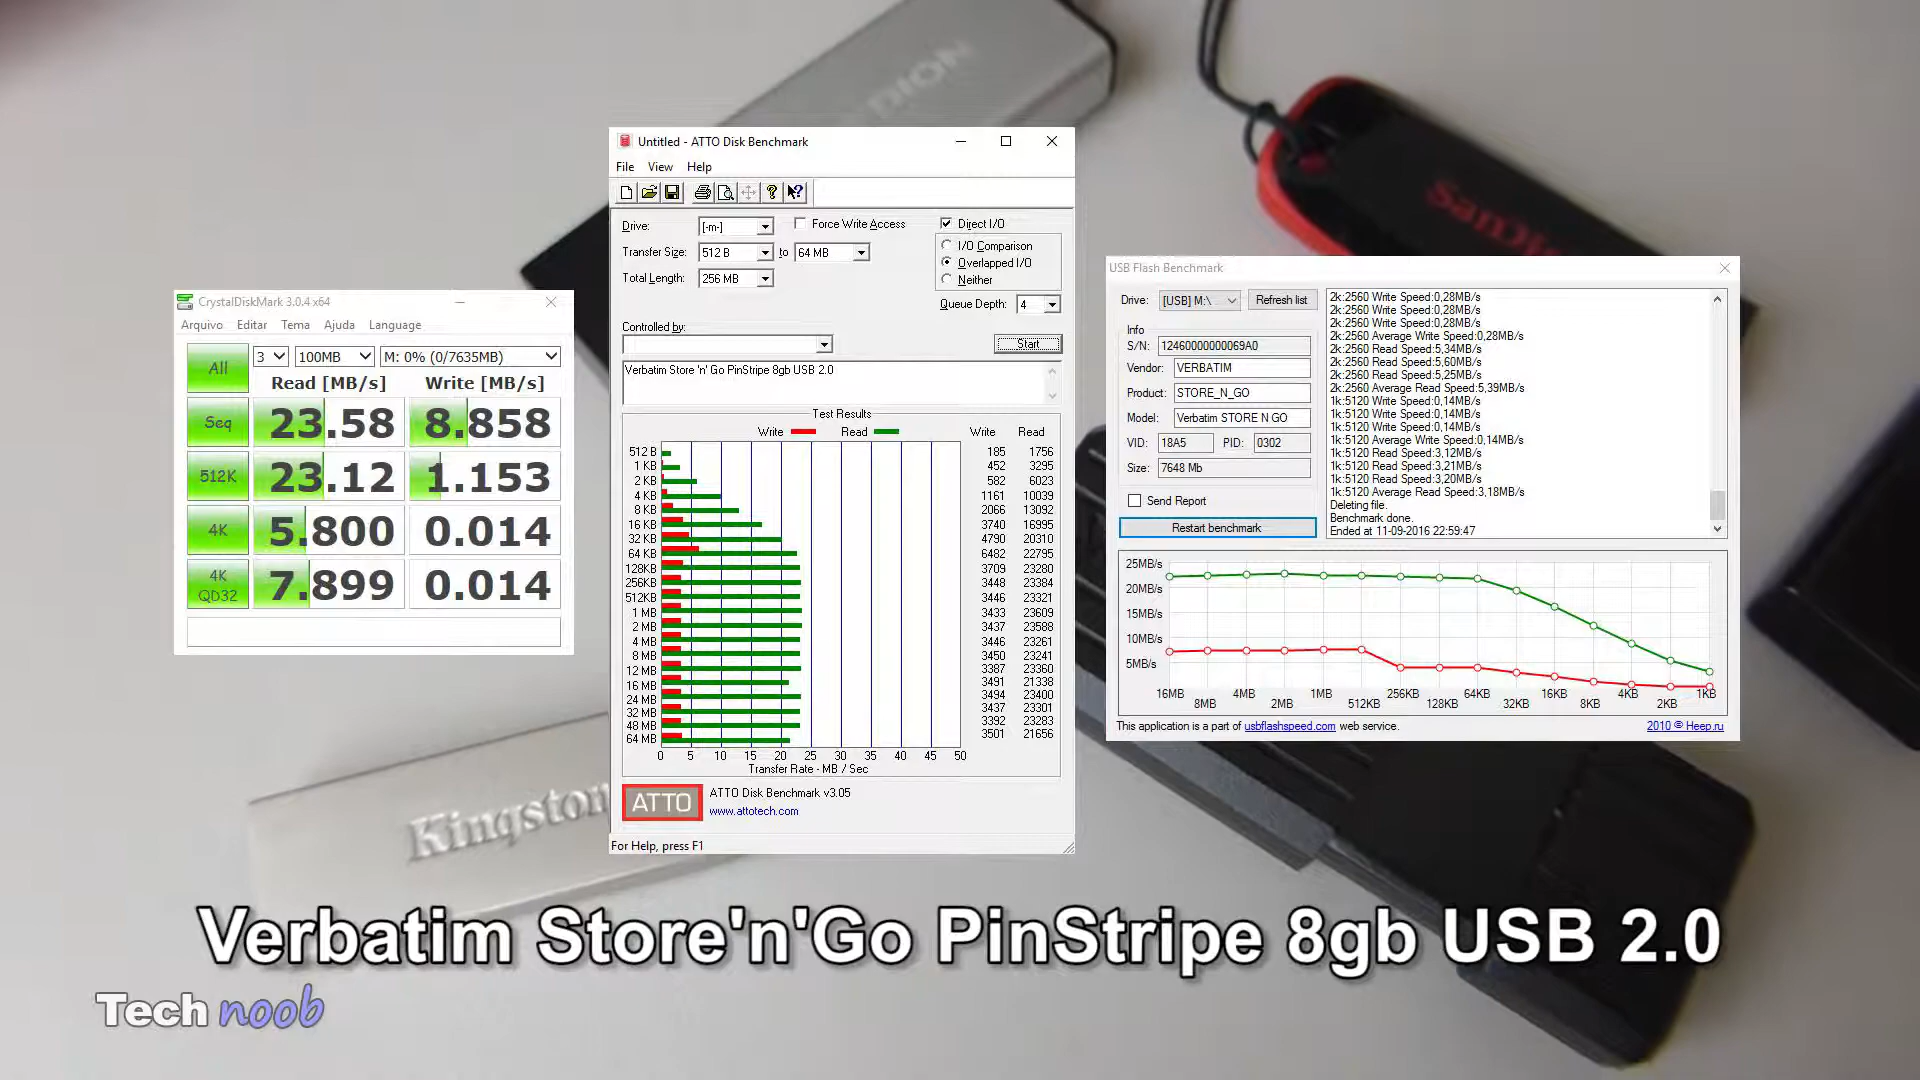 DION
SanDis
CrystalDiskMark 3.0.4 x64
Arquivo Editar Tema Ajuda Language
All 3 100MB M: 0% (0/7635MB)
Read [MB/s] Write [MB/s]
Seq 23.58 8.858
512K 23.12 1.153
4K 5.800 0.014
4K QD32 7.899 0.014
Untitled - ATTO Disk Benchmark
File View Help
Drive: [-m-] Force Write Access Direct I/O
Transfer Size: 512 B to 64 MB I/O Comparison
Overlapped I/O
Total Length: 256 MB Neither
Queue Depth: 4
Controlled by:
Start
Verbatim Store 'n' Go PinStripe 8gb USB 2.0
Test Results
Write Read Write Read
512 B 185 1756
1 KB 452 3295
2 KB 582 6023
4 KB 1161 10039
8 KB 2066 13092
16 KB 3740 16995
32 KB 4790 20310
64 KB 6482 22795
128KB 3709 23280
256KB 3448 23384
512KB 3446 23321
1 MB 3433 23609
2 MB 3437 23588
4 MB 3446 23261
8 MB 3450 23241
12 MB 3387 23360
16 MB 3491 21338
24 MB 3494 23400
32 MB 3437 23301
48 MB 3392 23283
64 MB 3501 21656
0 5 10 15 20 25 30 35 40 45 50
Transfer Rate - MB / Sec
ATTO
ATTO Disk Benchmark v3.05
www.attotech.com
For Help, press F1
USB Flash Benchmark
Drive: [USB] M:\ Refresh list
Info
S/N: 12460000000069A0
Vendor: VERBATIM
Product: STORE_N_GO
Model: Verbatim STORE N GO
VID: 18A5 PID: 0302
Size: 7648 Mb
Send Report
Restart benchmark
2k:2560 Write Speed:0,28MB/s
2k:2560 Write Speed:0,28MB/s
2k:2560 Write Speed:0,28MB/s
2k:2560 Average Write Speed:0,28MB/s
2k:2560 Read Speed:5,34MB/s
2k:2560 Read Speed:5,60MB/s
2k:2560 Read Speed:5,25MB/s
2k:2560 Average Read Speed:5,39MB/s
1k:5120 Write Speed:0,14MB/s
1k:5120 Write Speed:0,14MB/s
1k:5120 Write Speed:0,14MB/s
1k:5120 Average Write Speed:0,14MB/s
1k:5120 Read Speed:3,12MB/s
1k:5120 Read Speed:3,21MB/s
1k:5120 Read Speed:3,20MB/s
1k:5120 Average Read Speed:3,18MB/s
Deleting file.
Benchmark done.
Ended at 11-09-2016 22:59:47
25MB/s
20MB/s
15MB/s
10MB/s
5MB/s
16MB 4MB 1MB 256KB 64KB 16KB 4KB 1KB
8MB 2MB 512KB 128KB 32KB 8KB 2KB
This application is a part of usbflashspeed.com web service. 2010 © Heep.ru
Kingston
Verbatim Store'n'Go PinStripe 8gb USB 2.0
Tech noob